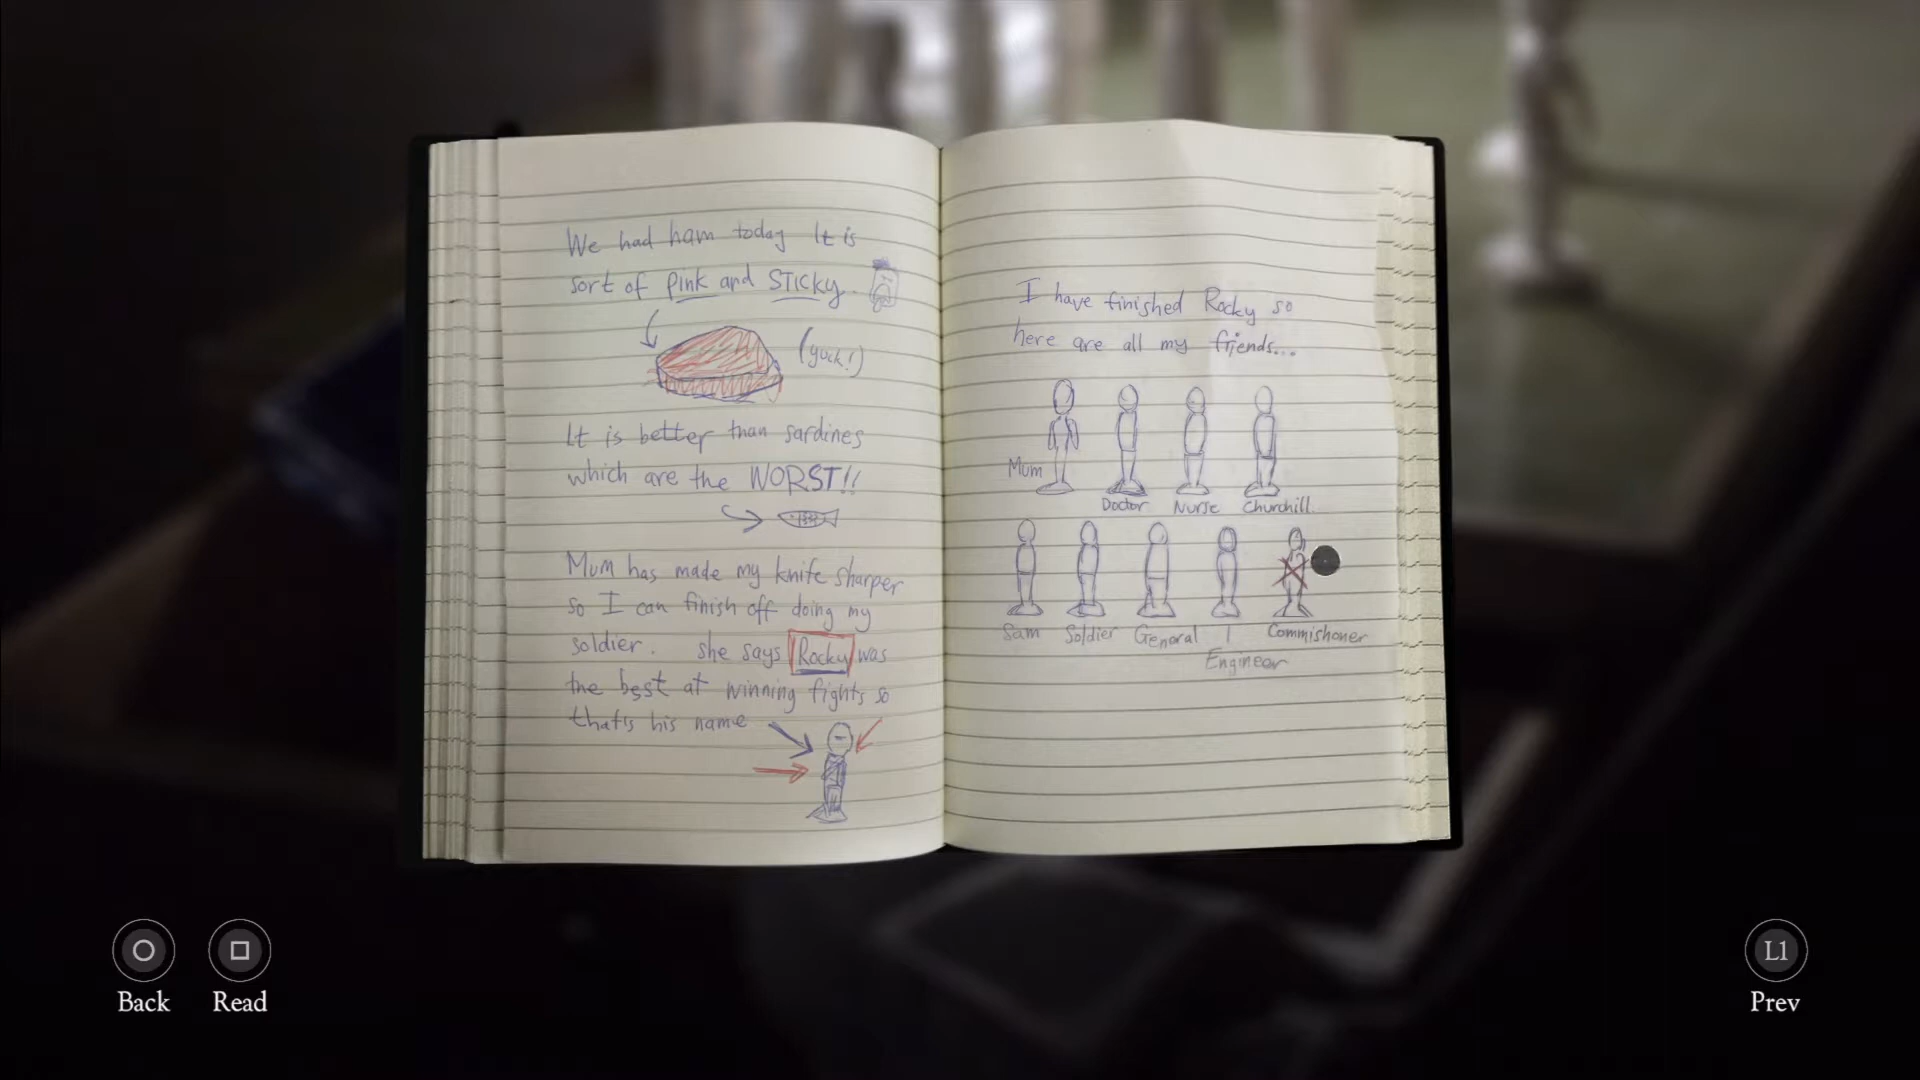 We had ham today It is
sort of Pink and STICKY.
(yuck!)
It is better than sardines
which are the WORST!!
Mum has made my knife sharper
so I can finish off doing my
soldier. she says Rocky was
the best at winning fights so
that's his name
I have finished Rocky so
here are all my friends...
Mum
Doctor Nurse Churchill
Sam Soldier General | Commishoner
Engineer
Back Read
L1
Prev